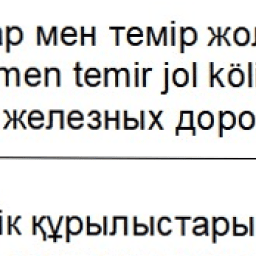 ар мен темір жол
men temir jol köli
железных доро
ік құрылыстары